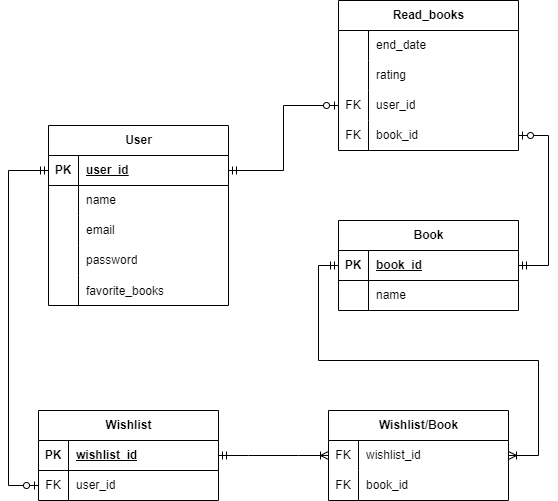 Read_books
end_date
rating
FK user_id
FK book_id
User
PK user_id
name
email
password
favorite_books
Book
PK book_id
name
Wishlist
PK wishlist_id
FK user_id
Wishlist/Book
FK wishlist_id
FK book_id